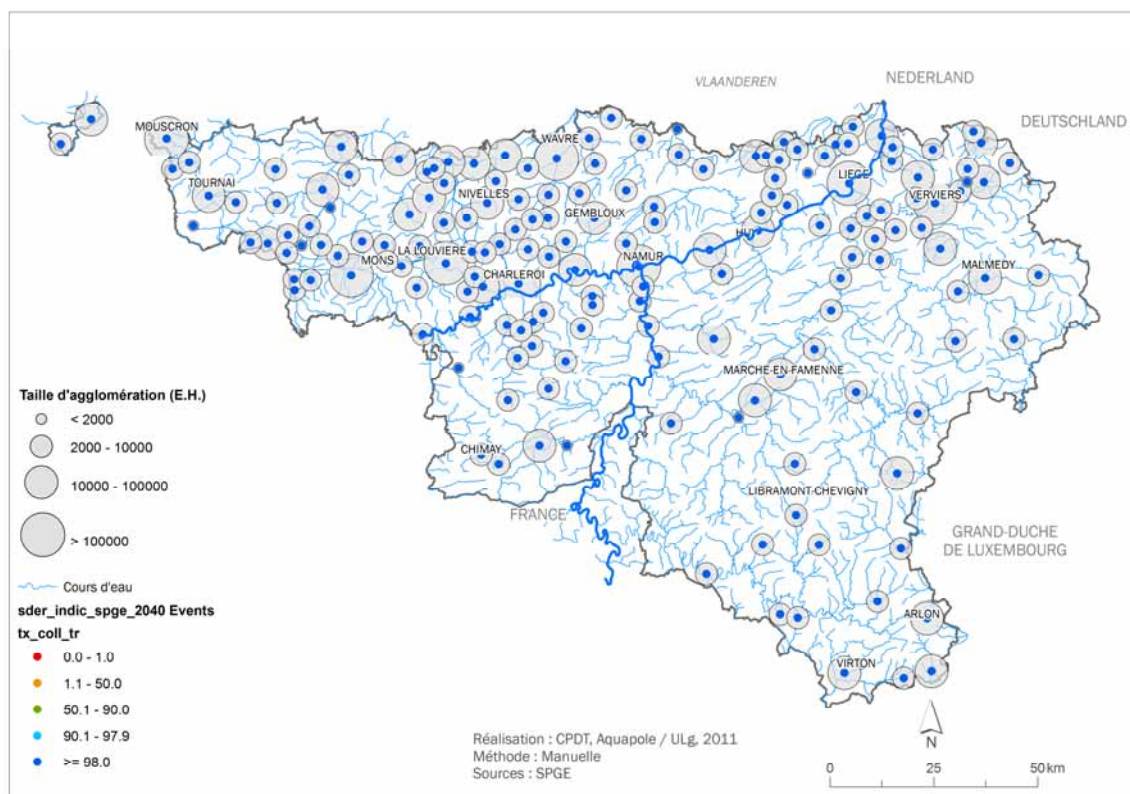 NEDERLAND
VLAANDEREN
DEUTSCHLAND
MOUSCRON
WAVRE
TOURNAI
LIEGE
NIVELLES
VERVIERS
GEMBLOUX
HUY
LA LOUVIERE
MONS
NAMUR
CHARLEROI
MALMEDY
MARCHE-EN-FAMENNE
CHIMAY
LIBRAMONT-CHEVIGNY
FRANCE
GRAND-DUCHE
DE LUXEMBOURG
ARLON
VIRTON
Taille d'agglomération (E.H.)
< 2000
2000 - 10000
10000 - 100000
> 100000
Cours d'eau
sder_indic_spge_2040 Events
tx_coll_tr
0.0 - 1.0
1.1 - 50.0
50.1 - 90.0
90.1 - 97.9
>= 98.0
Réalisation : CPDT, Aquapole / ULg, 2011
Méthode : Manuelle
Sources : SPGE
N
0 25 50 km